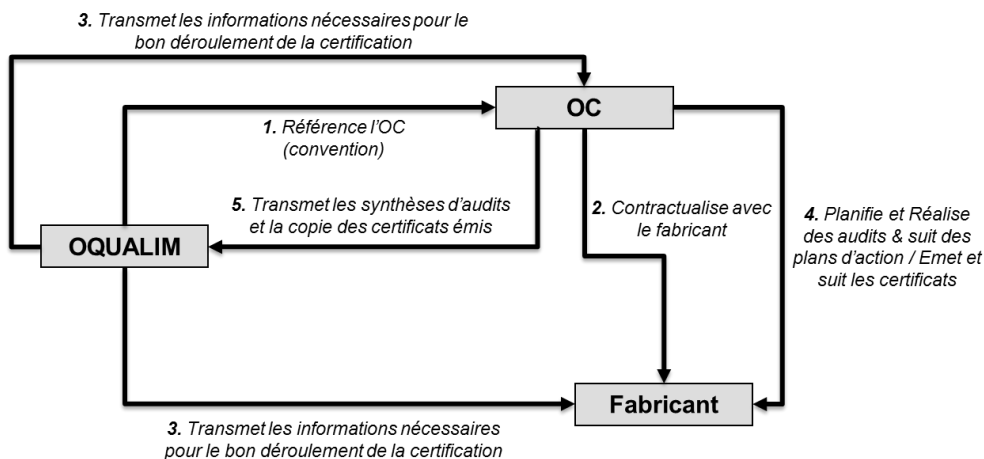 3. Transmet les informations nécessaires pour le
bon déroulement de la certification
OC
1. Référence l'OC
(convention)
5. Transmet les synthèses d'audits
et la copie des certificats émis
2. Contractualise avec
le fabricant
4. Planifie et Réalise
des audits & suit des
plans d'action / Emet et
suit les certificats
OQUALIM
Fabricant
3. Transmet les informations nécessaires
pour le bon déroulement de la certification